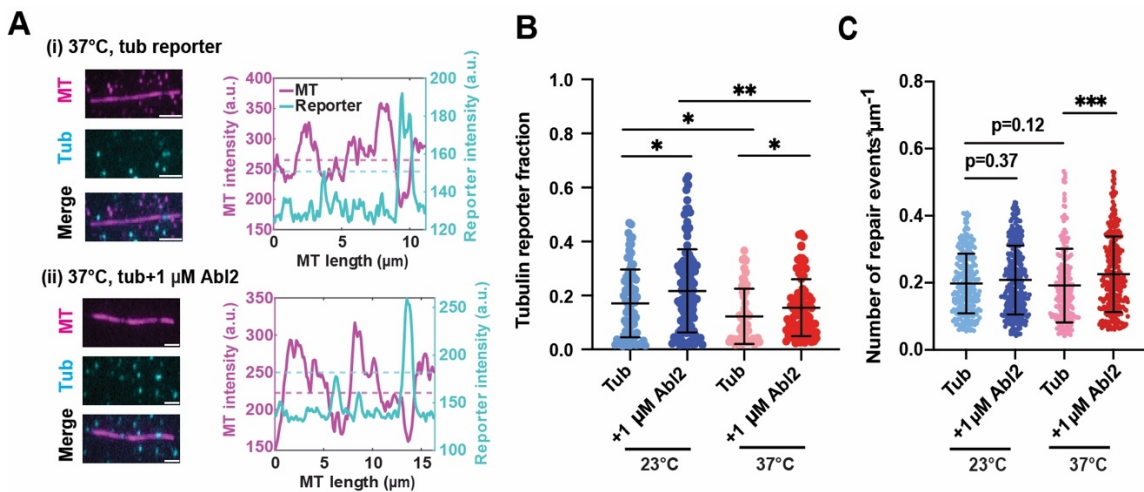 A
(i) 37°C, tub reporter
MT
Tub
Merge
MT intensity (a.u.)
400
350
300
250
200
150
MT
Reporter
200
180
160
140
120
Reporter intensity (a.u.)
0 5 10
MT length (µm)
(ii) 37°C, tub+1 µM Abl2
MT
Tub
Merge
MT intensity (a.u.)
350
300
250
200
150
250
200
150
100
Reporter intensity (a.u.)
0 5 10 15
MT length (µm)
B
Tubulin reporter fraction
1.0
0.8
0.6
0.4
0.2
0.0
**
*
* *
Tub
+1 µM Abl2
Tub
+1 µM Abl2
23°C 37°C
C
Number of repair events*µm-1
0.8
0.6
0.4
0.2
0.0
***
p=0.12
p=0.37
Tub
+1 µM Abl2
Tub
+1 µM Abl2
23°C 37°C